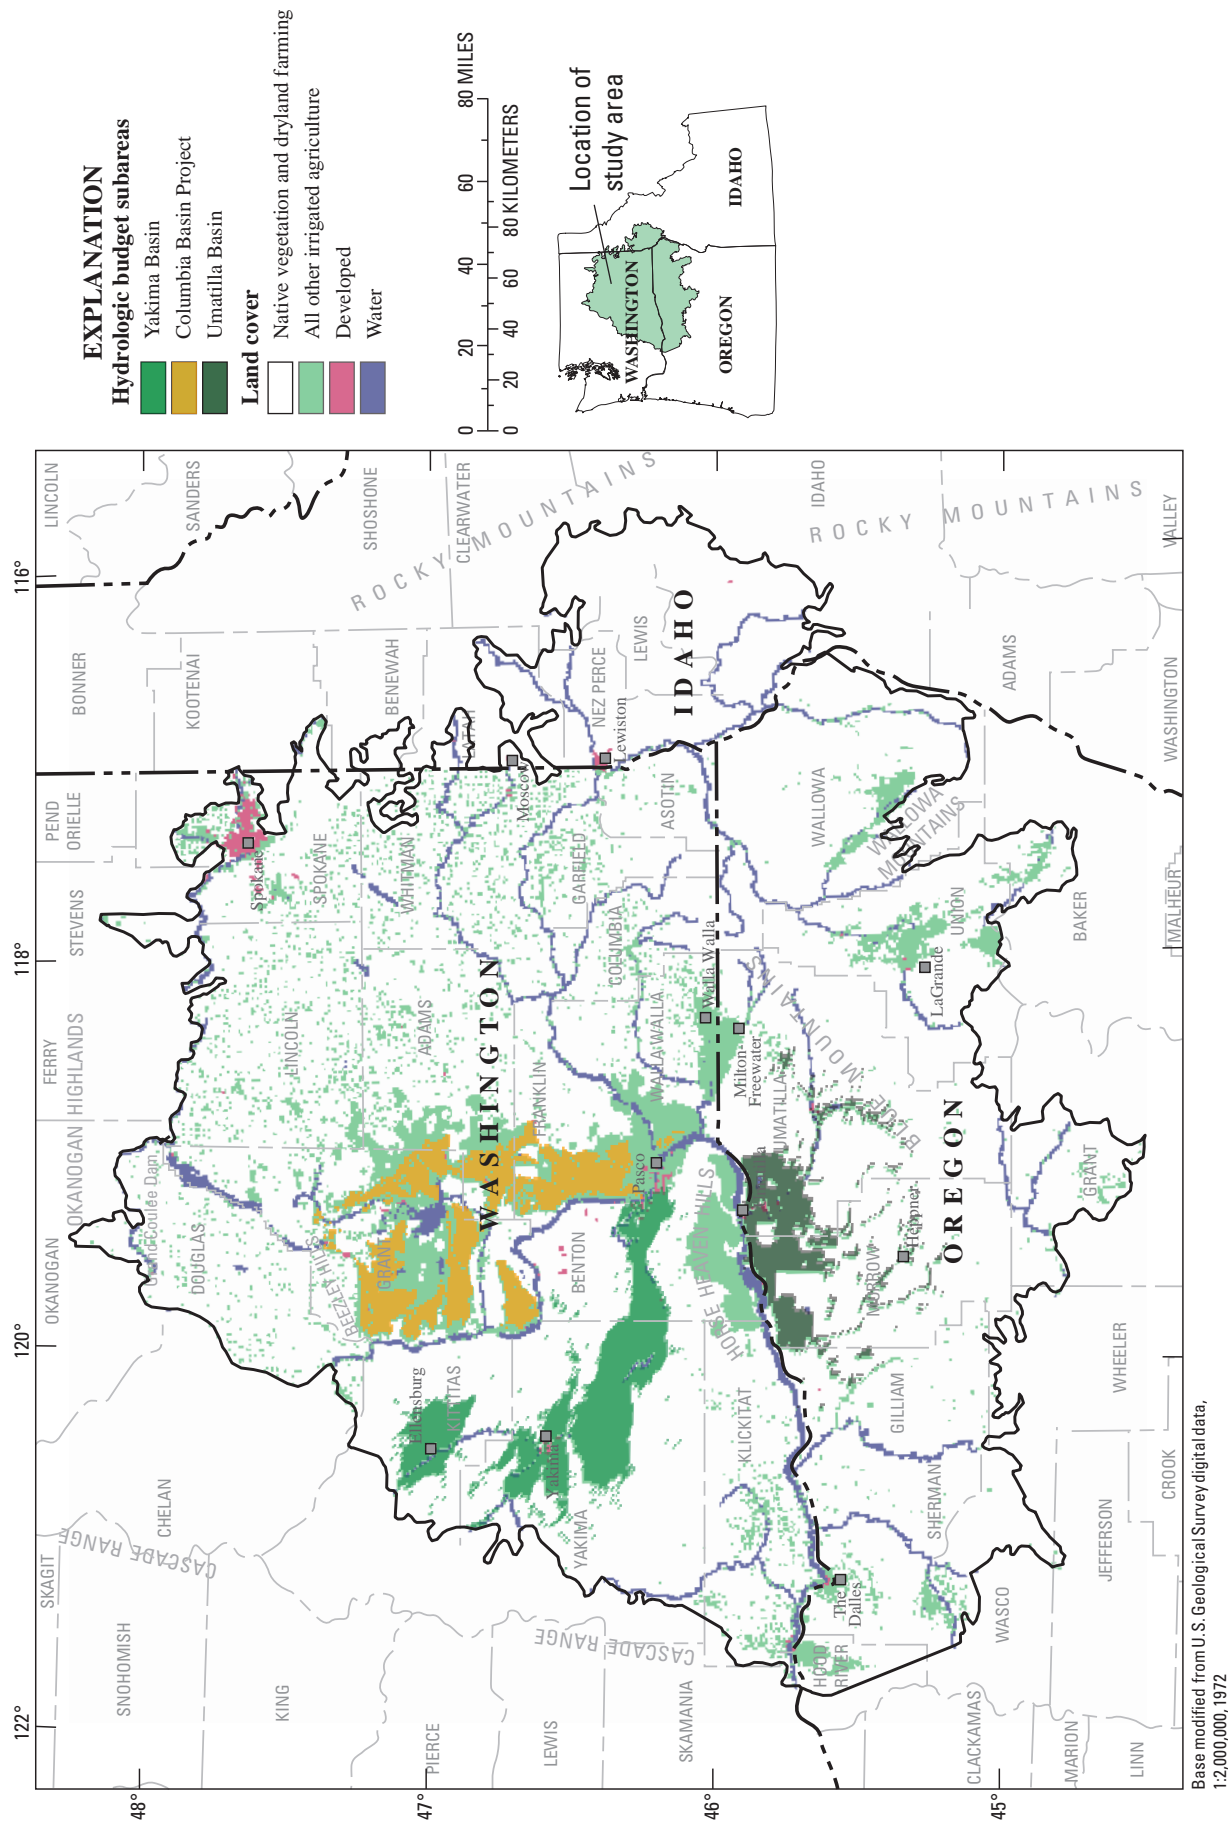 EXPLANATION
Hydrologic budget subareas
Yakima Basin
Columbia Basin Project
Umatilla Basin
Land cover
Native vegetation and dryland farming
All other irrigated agriculture
Developed
Water
0 20 40 60 80 MILES
0 20 40 60 80 KILOMETERS
Location of
study area
WASHINGTON
OREGON
IDAHO
122°
120°
118°
116°
48°
47°
46°
45°
SKAGIT
SNOHOMISH
KING
PIERCE
LEWIS
SKAMANIA
CLACKAMAS
MARION
LINN
CHELAN
CASCADE RANGE
CASCADE RANGE
OKANOGAN
OKANOGAN HIGHLANDS
FERRY
STEVENS
PEND
ORIELLE
BONNER
LINCOLN
SANDERS
KOOTENAI
SHOSHONE
BENEWAH
CLEARWATER
LATAH
ROCKY MOUNTAINS
ROCKY MOUNTAINS
Grand Coulee Dam
DOUGLAS
(BEEZLEY HILLS)
GRANT
LINCOLN
SPOKANE
Spokane
ADAMS
WHITMAN
Moscow
WASHINGTON
Ellensburg
KITTITAS
Yakima
YAKIMA
BENTON
FRANKLIN
Pasco
WALLA WALLA
COLUMBIA
GARFIELD
ASOTIN
Lewiston
NEZ PERCE
LEWIS
IDAHO
IDAHO
Walla Walla
HORSE HEAVEN HILLS
KLICKITAT
Milton
Freewater
UMATILLA
BLUE MOUNTAINS
WALLOWA
WALLOWA
MOUNTAINS
UNION
LaGrande
HOOD
RIVER
The
Dalles
WASCO
SHERMAN
GILLIAM
MORROW
Heppner
OREGON
GRANT
BAKER
ADAMS
VALLEY
WASHINGTON
MALHEUR
WHEELER
CROOK
JEFFERSON
Base modified from U.S. Geological Survey digital data,
1:2,000,000, 1972